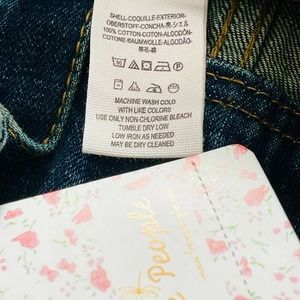 SHELL-COQUILLE-EXTERIOR-
OBERSTOFF-CONCHA-
100% COTTON-COTON-ALGODÓN-
COTONE-BAUMWOLLE-ALGODÃO-
MACHINE WASH COLD
WITH LIKE COLORS
USE ONLY NON-CHLORINE BLEACH
TUMBLE DRY LOW
LOW IRON AS NEEDED
MAY BE DRY CLEANED
People